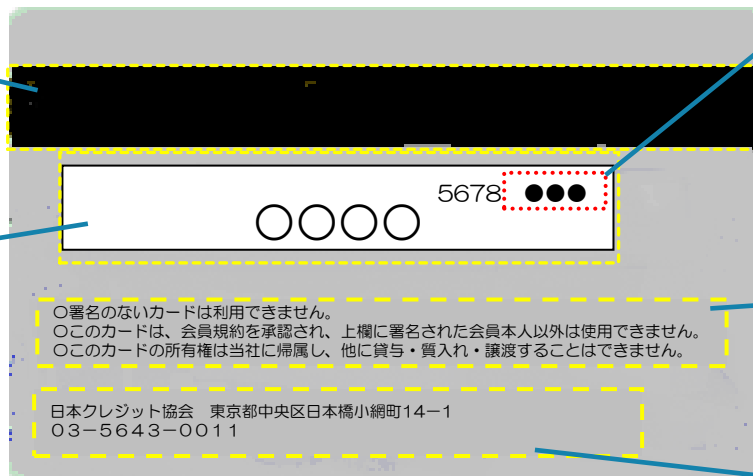 5678 ●●●
○○○○
○署名のないカードは利用できません。
○このカードは、会員規約を承認され、上欄に署名された会員本人以外は使用できません。
○このカードの所有権は当社に帰属し、他に貸与・質入れ・譲渡することはできません。
日本クレジット協会　東京都中央区日本橋小網町14－1
０３－５６４３－００１１